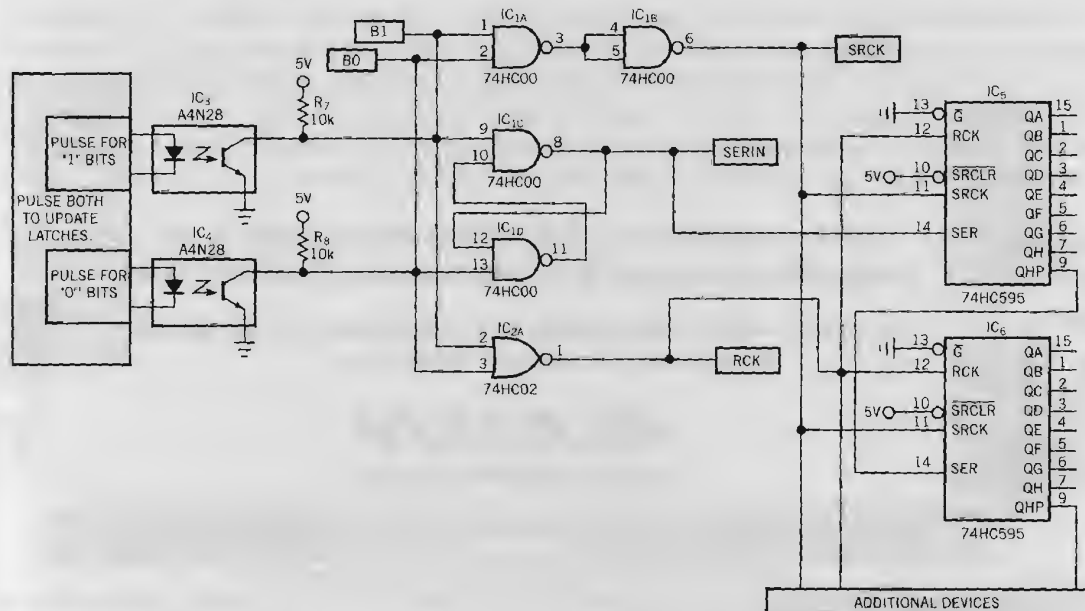 B1
B0
IC1A
1
2
3
74HC00
IC1B
4
5
6
74HC00
SRCK
PULSE FOR
"1" BITS
PULSE BOTH
TO UPDATE
LATCHES.
PULSE FOR
"0" BITS
IC3
A4N28
5V
R7
10k
IC4
A4N28
5V
R8
10k
IC1C
9
10
8
74HC00
SERIN
IC1D
12
13
11
74HC00
IC2A
2
3
1
74HC02
RCK
IC5
13
G
12
RCK
5V
10
SRCLR
11
SRCK
14
SER
QA
15
QB
1
QC
2
QD
3
QE
4
QF
5
QG
6
QH
7
QHP
9
74HC595
IC6
13
G
12
RCK
5V
10
SRCLR
11
SRCK
14
SER
QA
15
QB
1
QC
2
QD
3
QE
4
QF
5
QG
6
QH
7
QHP
9
74HC595
ADDITIONAL DEVICES